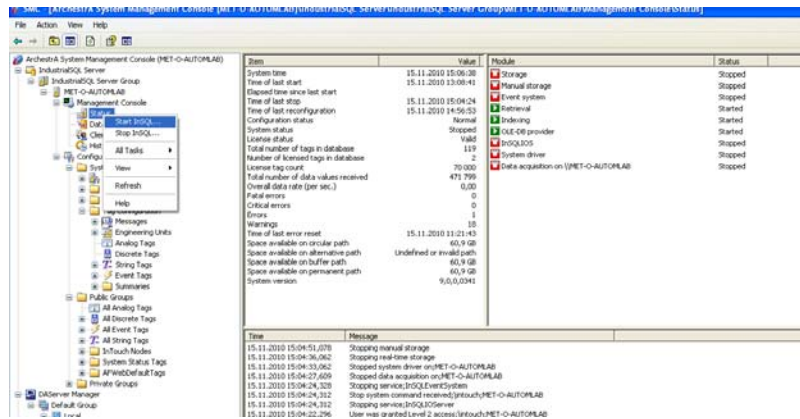 SMC - [ArchestrA System Management Console (MET-O-AUTOMLAB)\IndustrialSQL Server\IndustrialSQL Server Group\MET-O-AUTOMLAB\Management Console\Status]
File Action View Help
ArchestrA System Management Console (MET-O-AUTOMLAB)
IndustrialSQL Server
IndustrialSQL Server Group
MET-O-AUTOMLAB
Management Console
Status
Start InSQL...
Stop InSQL...
All Tasks
View
Refresh
Help
Messages
Engineering Units
Analog Tags
Discrete Tags
String Tags
Event Tags
Summaries
Public Groups
All Analog Tags
All Discrete Tags
All Event Tags
All String Tags
InTouch Nodes
System Status Tags
AFWebDefaultTags
Private Groups
DAServer Manager
Default Group
Local
Item Value
System time 15.11.2010 15:06:38
Time of last start 15.11.2010 13:08:41
Elapsed time since last start
Time of last stop 15.11.2010 15:04:24
Time of last reconfiguration 15.11.2010 14:56:53
Configuration status Normal
System status Stopped
License status Valid
Total number of tags in database 119
Number of licensed tags in database 2
License tag count 70 000
Total number of data values received 471 799
Overall data rate (per sec.) 0,00
Fatal errors 0
Critical errors 0
Errors 1
Warnings 18
Time of last error reset 15.11.2010 11:21:43
Space available on circular path 60,9 GB
Space available on alternative path Undefined or invalid path
Space available on buffer path 60,9 GB
Space available on permanent path 60,9 GB
System version 9,0,0,0341
Module Status
Storage Stopped
Manual storage Stopped
Event system Stopped
Retrieval Started
Indexing Started
OLE-DB provider Started
InSQLIOS Stopped
System driver Stopped
Data acquisition on \\MET-O-AUTOMLAB Stopped
Time Message
15.11.2010 15:04:51,078 Stopping manual storage
15.11.2010 15:04:36,062 Stopping real-time storage
15.11.2010 15:04:33,062 Stopped system driver on;MET-O-AUTOMLAB
15.11.2010 15:04:27,609 Stopped data acquisition on;MET-O-AUTOMLAB
15.11.2010 15:04:24,328 Stopping service;InSQLEventSystem
15.11.2010 15:04:24,312 Stop system command received;\intouch;MET-O-AUTOMLAB
15.11.2010 15:04:24,312 Stopping service;InSQLIOServer
15.11.2010 15:04:22,296 User was granted Level 2 access;\intouch;MET-O-AUTOMLAB